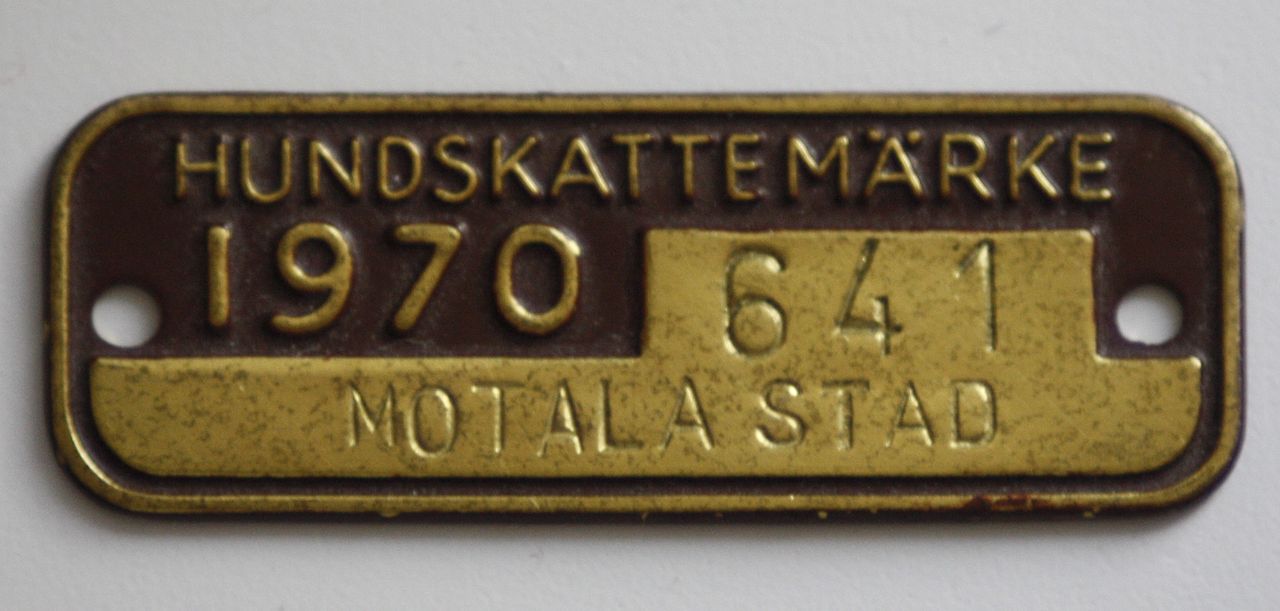 HUNDSKATTEMÄRKE
1970 641
MOTALA STAD